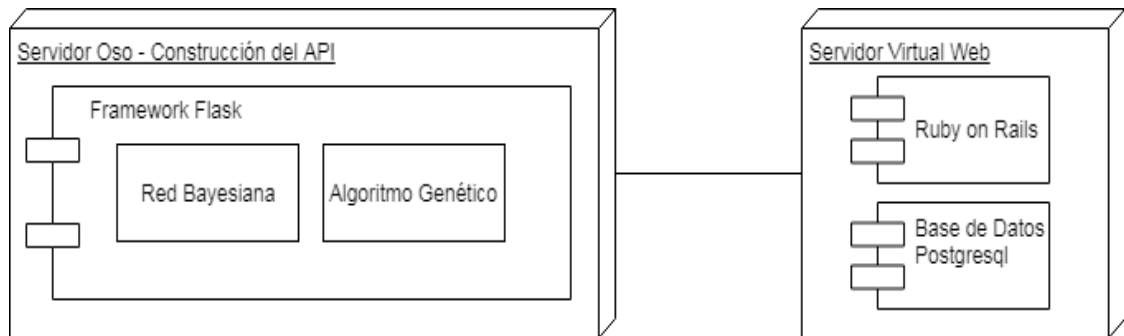 Servidor Oso - Construcción del API
Framework Flask
Red Bayesiana
Algoritmo Genético
Servidor Virtual Web
Ruby on Rails
Base de Datos
Postgresql